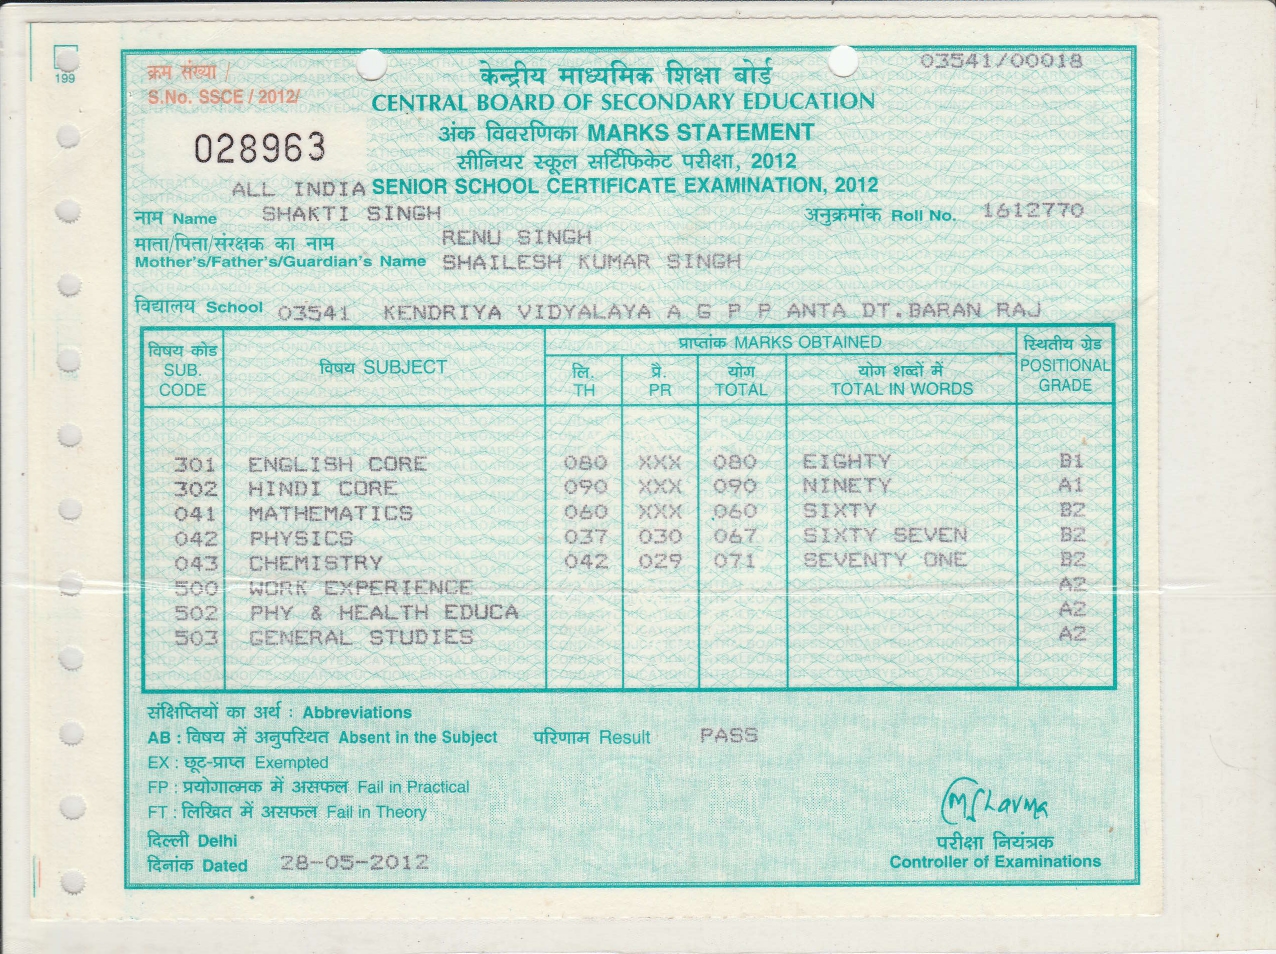 199
क्रम संख्या /
S.No. SSCE / 2012/
028963
03541/00018
केन्द्रीय माध्यमिक शिक्षा बोर्ड
CENTRAL BOARD OF SECONDARY EDUCATION
अंक विवरणिका MARKS STATEMENT
सीनियर स्कूल सर्टिफिकेट परीक्षा, 2012
ALL INDIA SENIOR SCHOOL CERTIFICATE EXAMINATION, 2012
नाम Name SHAKTI SINGH अनुक्रमांक Roll No. 1612770
माता/पिता/संरक्षक का नाम RENU SINGH
Mother's/Father's/Guardian's Name SHAILESH KUMAR SINGH
विद्यालय School 03541 KENDRIYA VIDYALAYA A G P P ANTA DT.BARAN RAJ
विषय कोड SUB. CODE विषय SUBJECT प्राप्तांक MARKS OBTAINED स्थितीय ग्रेड POSITIONAL GRADE
लि. TH प्रे. PR योग TOTAL योग शब्दों में TOTAL IN WORDS
301 ENGLISH CORE 080 XXX 080 EIGHTY B1
302 HINDI CORE 090 XXX 090 NINETY A1
041 MATHEMATICS 060 XXX 060 SIXTY B2
042 PHYSICS 037 030 067 SIXTY SEVEN B2
043 CHEMISTRY 042 029 071 SEVENTY ONE B2
500 WORK EXPERIENCE A2
502 PHY & HEALTH EDUCA A2
503 GENERAL STUDIES A2
संक्षिप्तियों का अर्थ : Abbreviations
AB : विषय में अनुपस्थित Absent in the Subject परिणाम Result PASS
EX : छूट-प्राप्त Exempted
FP : प्रयोगात्मक में असफल Fail in Practical
FT : लिखित में असफल Fail in Theory
दिल्ली Delhi
दिनांक Dated 28-05-2012
परीक्षा नियंत्रक
Controller of Examinations